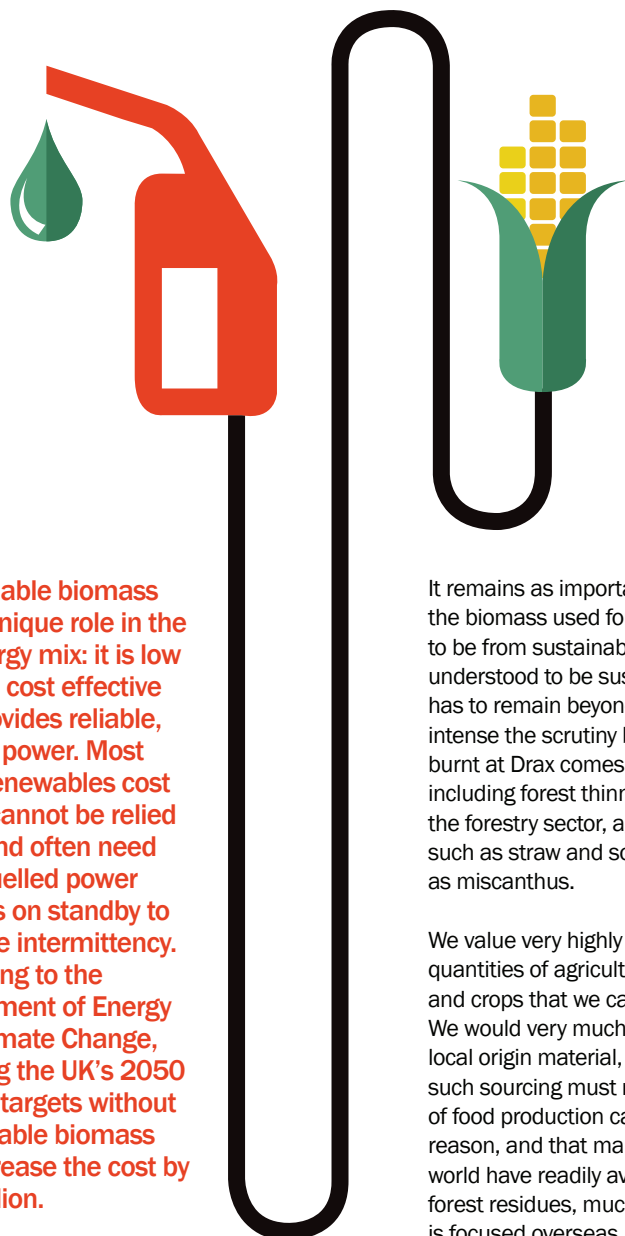 able biomass
nique role in the
rgy mix: it is low
cost effective
ovides reliable,
power. Most
enewables cost
cannot be relied
nd often need
uelled power
s on standby to
e intermittency.
ng to the
ment of Energy
imate Change,
g the UK's 2050
targets without
able biomass
rease the cost by
lion.
It remains as importa
the biomass used fo
to be from sustainab
understood to be sus
has to remain beyon
intense the scrutiny
burnt at Drax comes
including forest thinn
the forestry sector, a
such as straw and so
as miscanthus.
We value very highly
quantities of agricult
and crops that we ca
We would very much
local origin material,
such sourcing must
of food production ca
reason, and that ma
world have readily av
forest residues, muc
is focused overseas